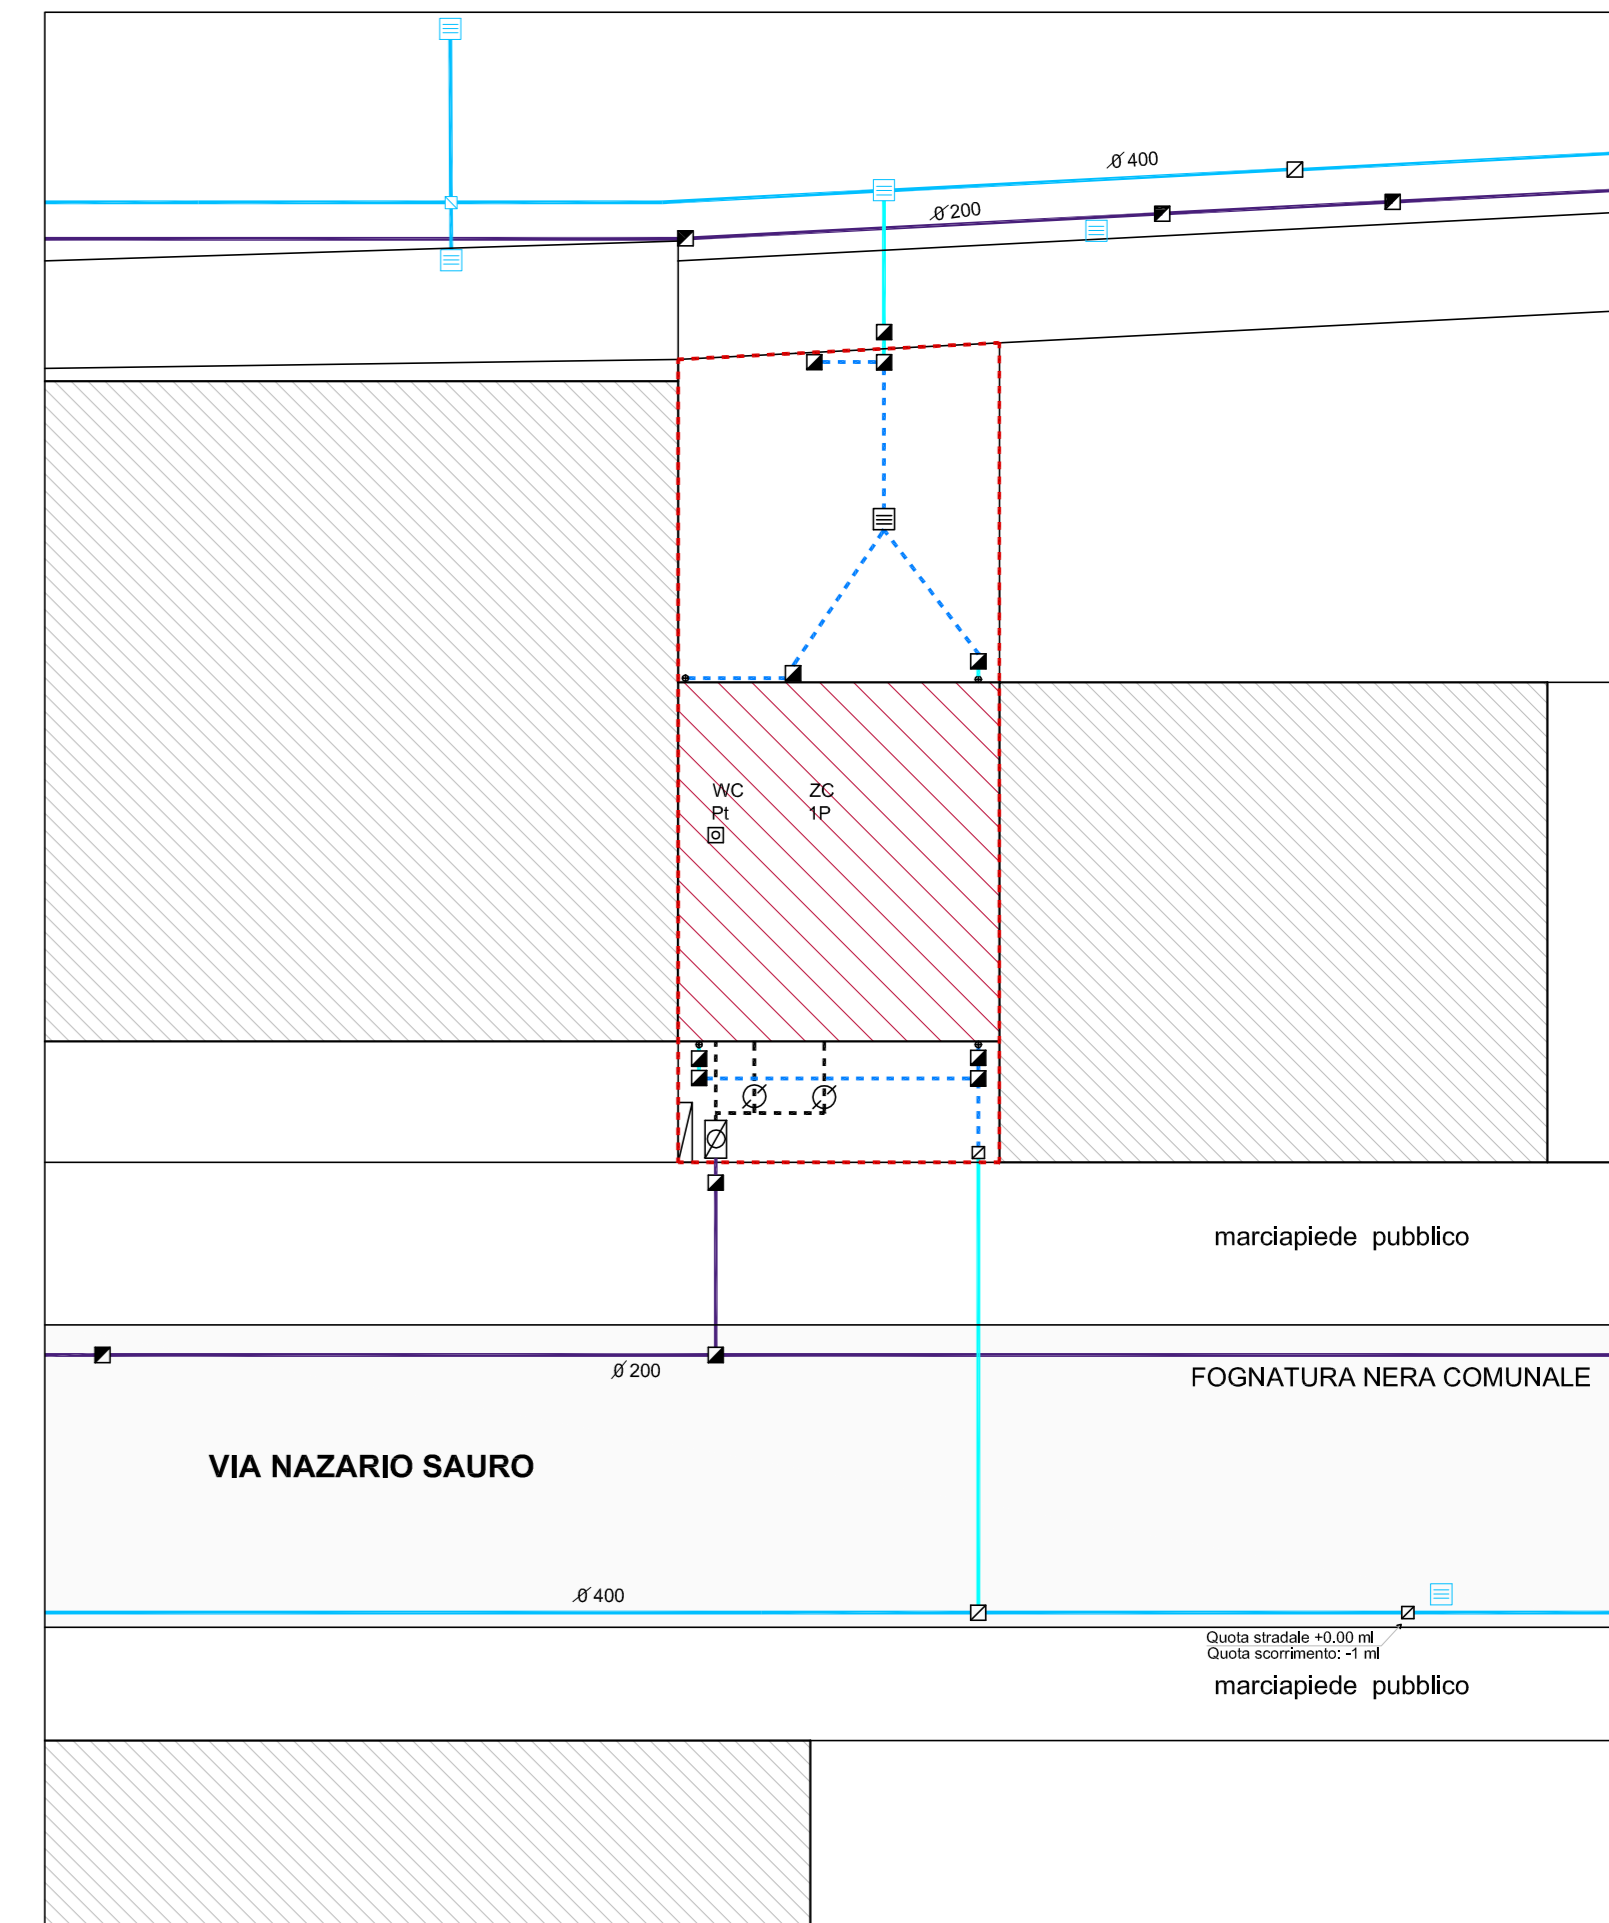 Ø 400
Ø 200
WC ZC
Pt 1P
marciapiede pubblico
Ø 200
FOGNATURA NERA COMUNALE
VIA NAZARIO SAURO
Ø 400
Quota stradale +0.00 ml
Quota scorrimento: -1 ml
marciapiede pubblico